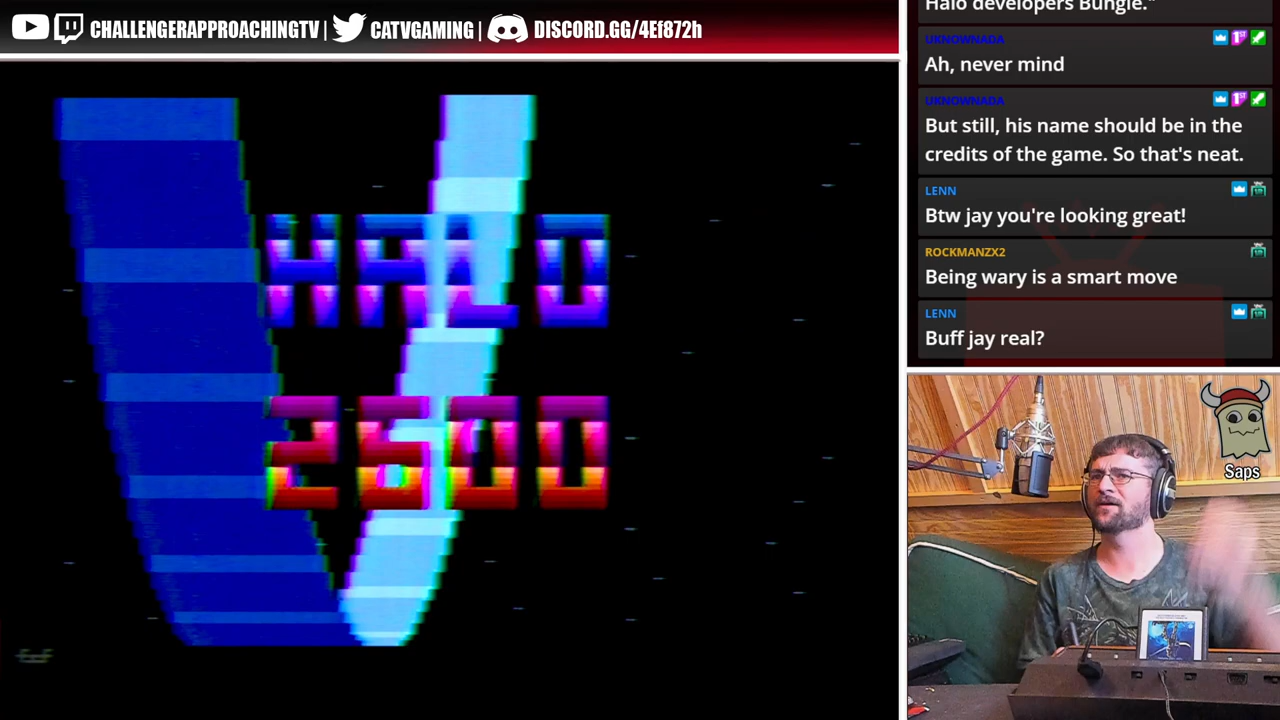 CHALLENGERAPPROACHINGTV | CATVGAMING | DISCORD.GG/4Ef872h
HALO
2600
Halo developers Bungie."
UKNOWNADA
Ah, never mind
UKNOWNADA
But still, his name should be in the
credits of the game. So that's neat.
LENN
Btw jay you're looking great!
ROCKMANZX2
Being wary is a smart move
LENN
Buff jay real?
Saps